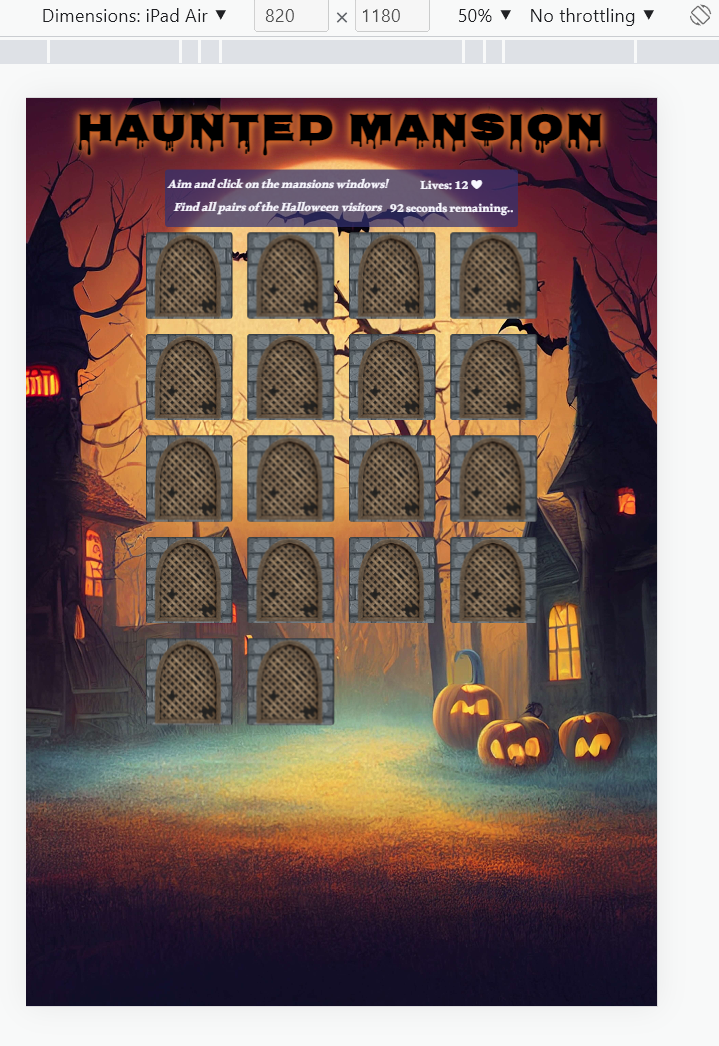 Dimensions: iPad Air ▼ 820 × 1180 50% ▼ No throttling ▼
HAUNTED MANSION
Aim and click on the mansions windows! Lives: 12 ♥
Find all pairs of the Halloween visitors 92 seconds remaining..